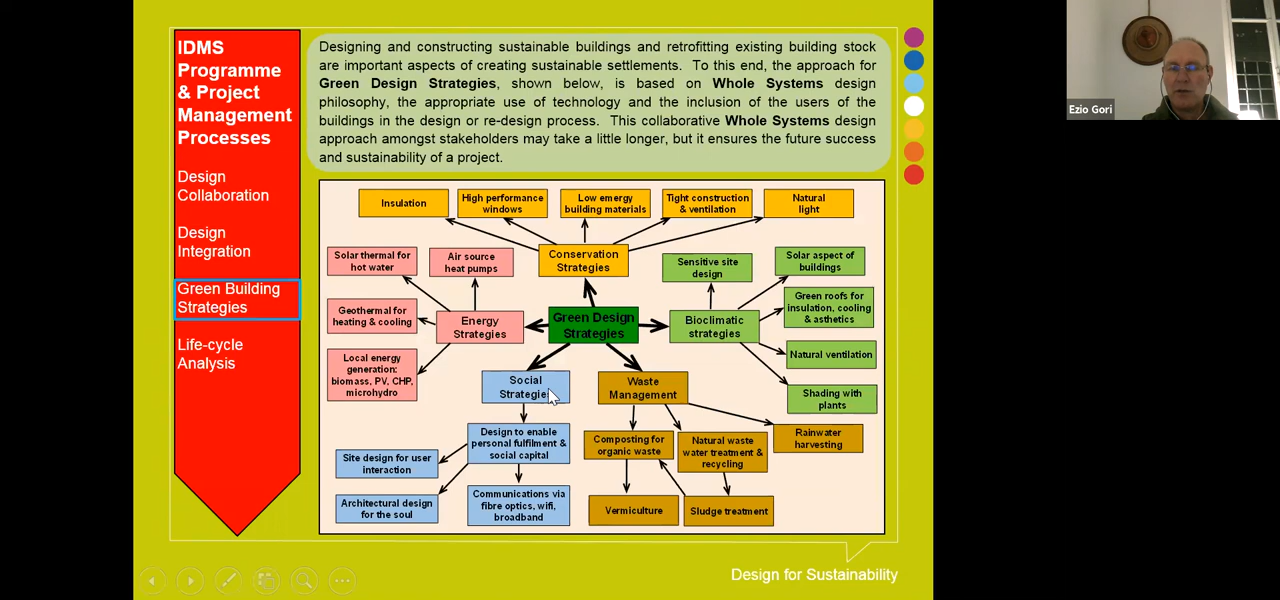 IDMS
Programme
& Project
Management
Processes
Design
Collaboration
Design
Integration
Green Building
Strategies
Life-cycle
Analysis
Designing and constructing sustainable buildings and retrofitting existing building stock
are important aspects of creating sustainable settlements. To this end, the approach for
Green Design Strategies, shown below, is based on Whole Systems design
philosophy, the appropriate use of technology and the inclusion of the users of the
buildings in the design or re-design process. This collaborative Whole Systems design
approach amongst stakeholders may take a little longer, but it ensures the future success
and sustainability of a project.
Insulation
High performance
windows
Low emergy
building materials
Tight construction
& ventilation
Natural
light
Solar thermal for
hot water
Air source
heat pumps
Conservation
Strategies
Sensitive site
design
Solar aspect of
buildings
Geothermal for
heating & cooling
Energy
Strategies
Green Design
Strategies
Bioclimatic
strategies
Green roofs for
insulation, cooling
& asthetics
Local energy
generation:
biomass, PV, CHP,
microhydro
Natural ventilation
Social
Strategies
Waste
Management
Shading with
plants
Design to enable
personal fulfilment &
social capital
Composting for
organic waste
Natural waste
water treatment &
recycling
Rainwater
harvesting
Site design for user
interaction
Architectural design
for the soul
Communications via
fibre optics, wifi,
broadband
Vermiculture
Sludge treatment
Design for Sustainability
Ezio Gori